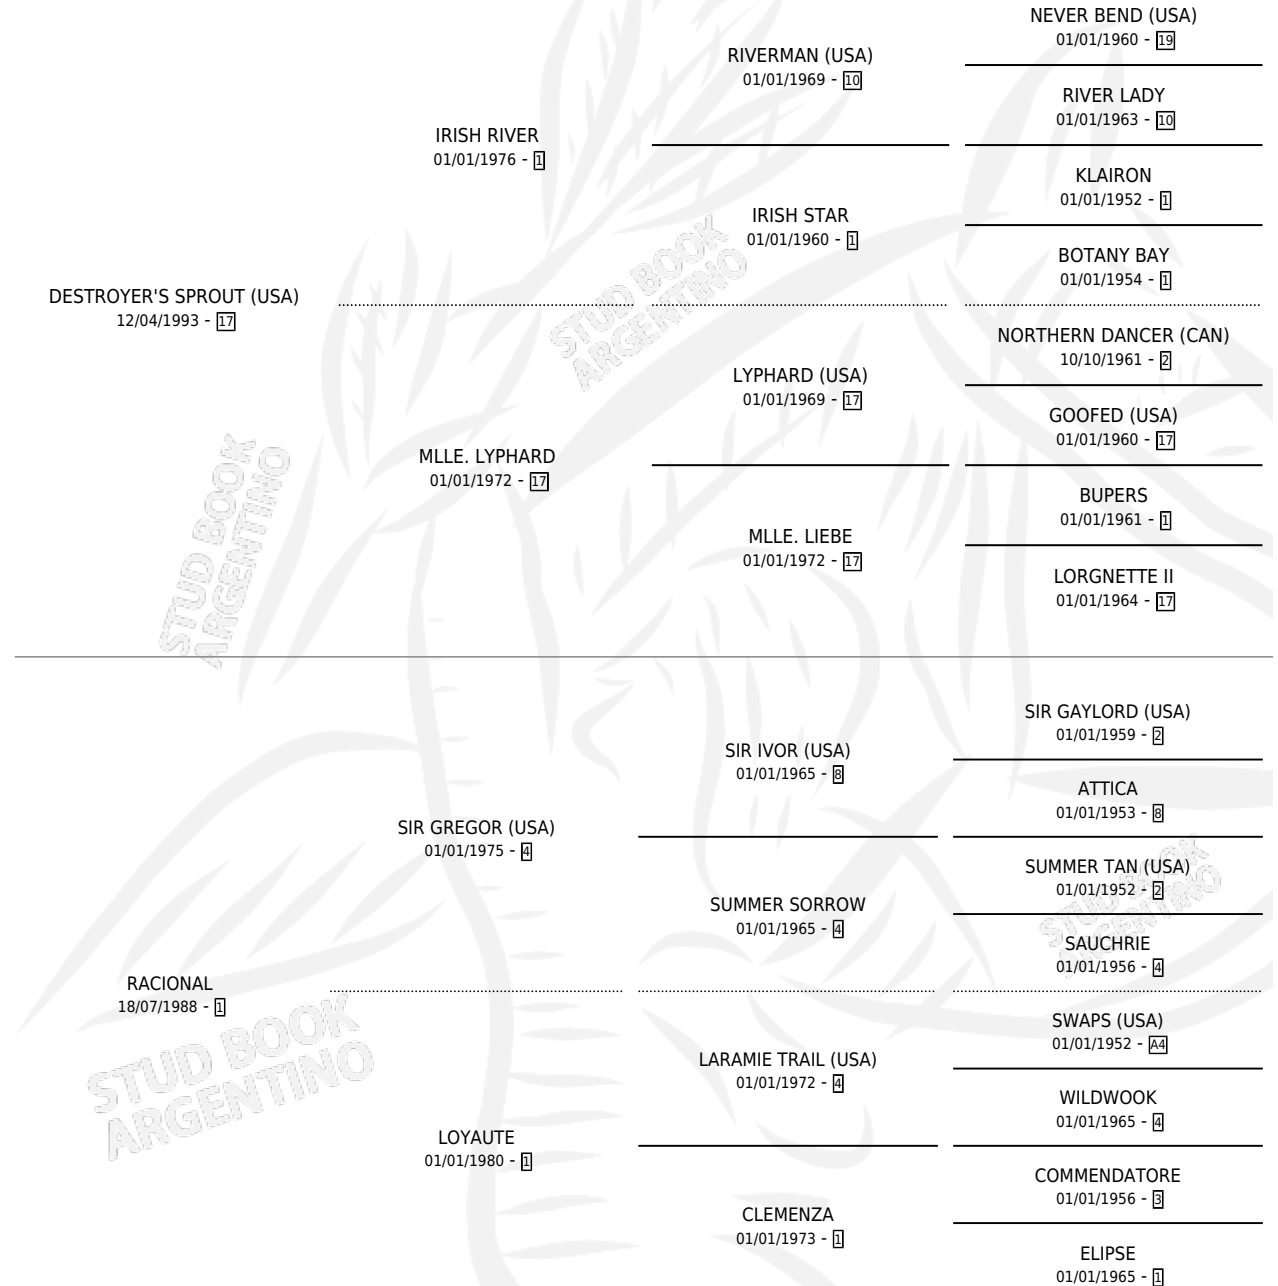 NEVER BEND (USA)
01/01/1960 - 19
RIVERMAN (USA)
01/01/1969 - 10
RIVER LADY
01/01/1963 - 10
IRISH RIVER
01/01/1976 - 1
KLAIRON
01/01/1952 - 1
IRISH STAR
01/01/1960 - 1
BOTANY BAY
01/01/1954 - 1
DESTROYER'S SPROUT (USA)
12/04/1993 - 17
NORTHERN DANCER (CAN)
10/10/1961 - 2
LYPHARD (USA)
01/01/1969 - 17
GOOFED (USA)
01/01/1960 - 17
MLLE. LYPHARD
01/01/1972 - 17
BUPERS
01/01/1961 - 1
MLLE. LIEBE
01/01/1972 - 17
LORGNETTE II
01/01/1964 - 17
STUD BOOK
ARGENTINO
STUD BOOK
ARGENTINO
SIR GAYLORD (USA)
01/01/1959 - 2
SIR IVOR (USA)
01/01/1965 - 8
ATTICA
01/01/1953 - 8
SIR GREGOR (USA)
01/01/1975 - 4
SUMMER TAN (USA)
01/01/1952 - 2
SUMMER SORROW
01/01/1965 - 4
SAUCHRIE
01/01/1956 - 4
STUD BOOK
ARGENTINO
RACIONAL
18/07/1988 - 1
SWAPS (USA)
01/01/1952 - A4
LARAMIE TRAIL (USA)
01/01/1972 - 4
WILDWOOK
01/01/1965 - 4
LOYAUTE
01/01/1980 - 1
COMMENDATORE
01/01/1956 - 3
CLEMENZA
01/01/1973 - 1
ELIPSE
01/01/1965 - 1
STUD BOOK
ARGENTINO